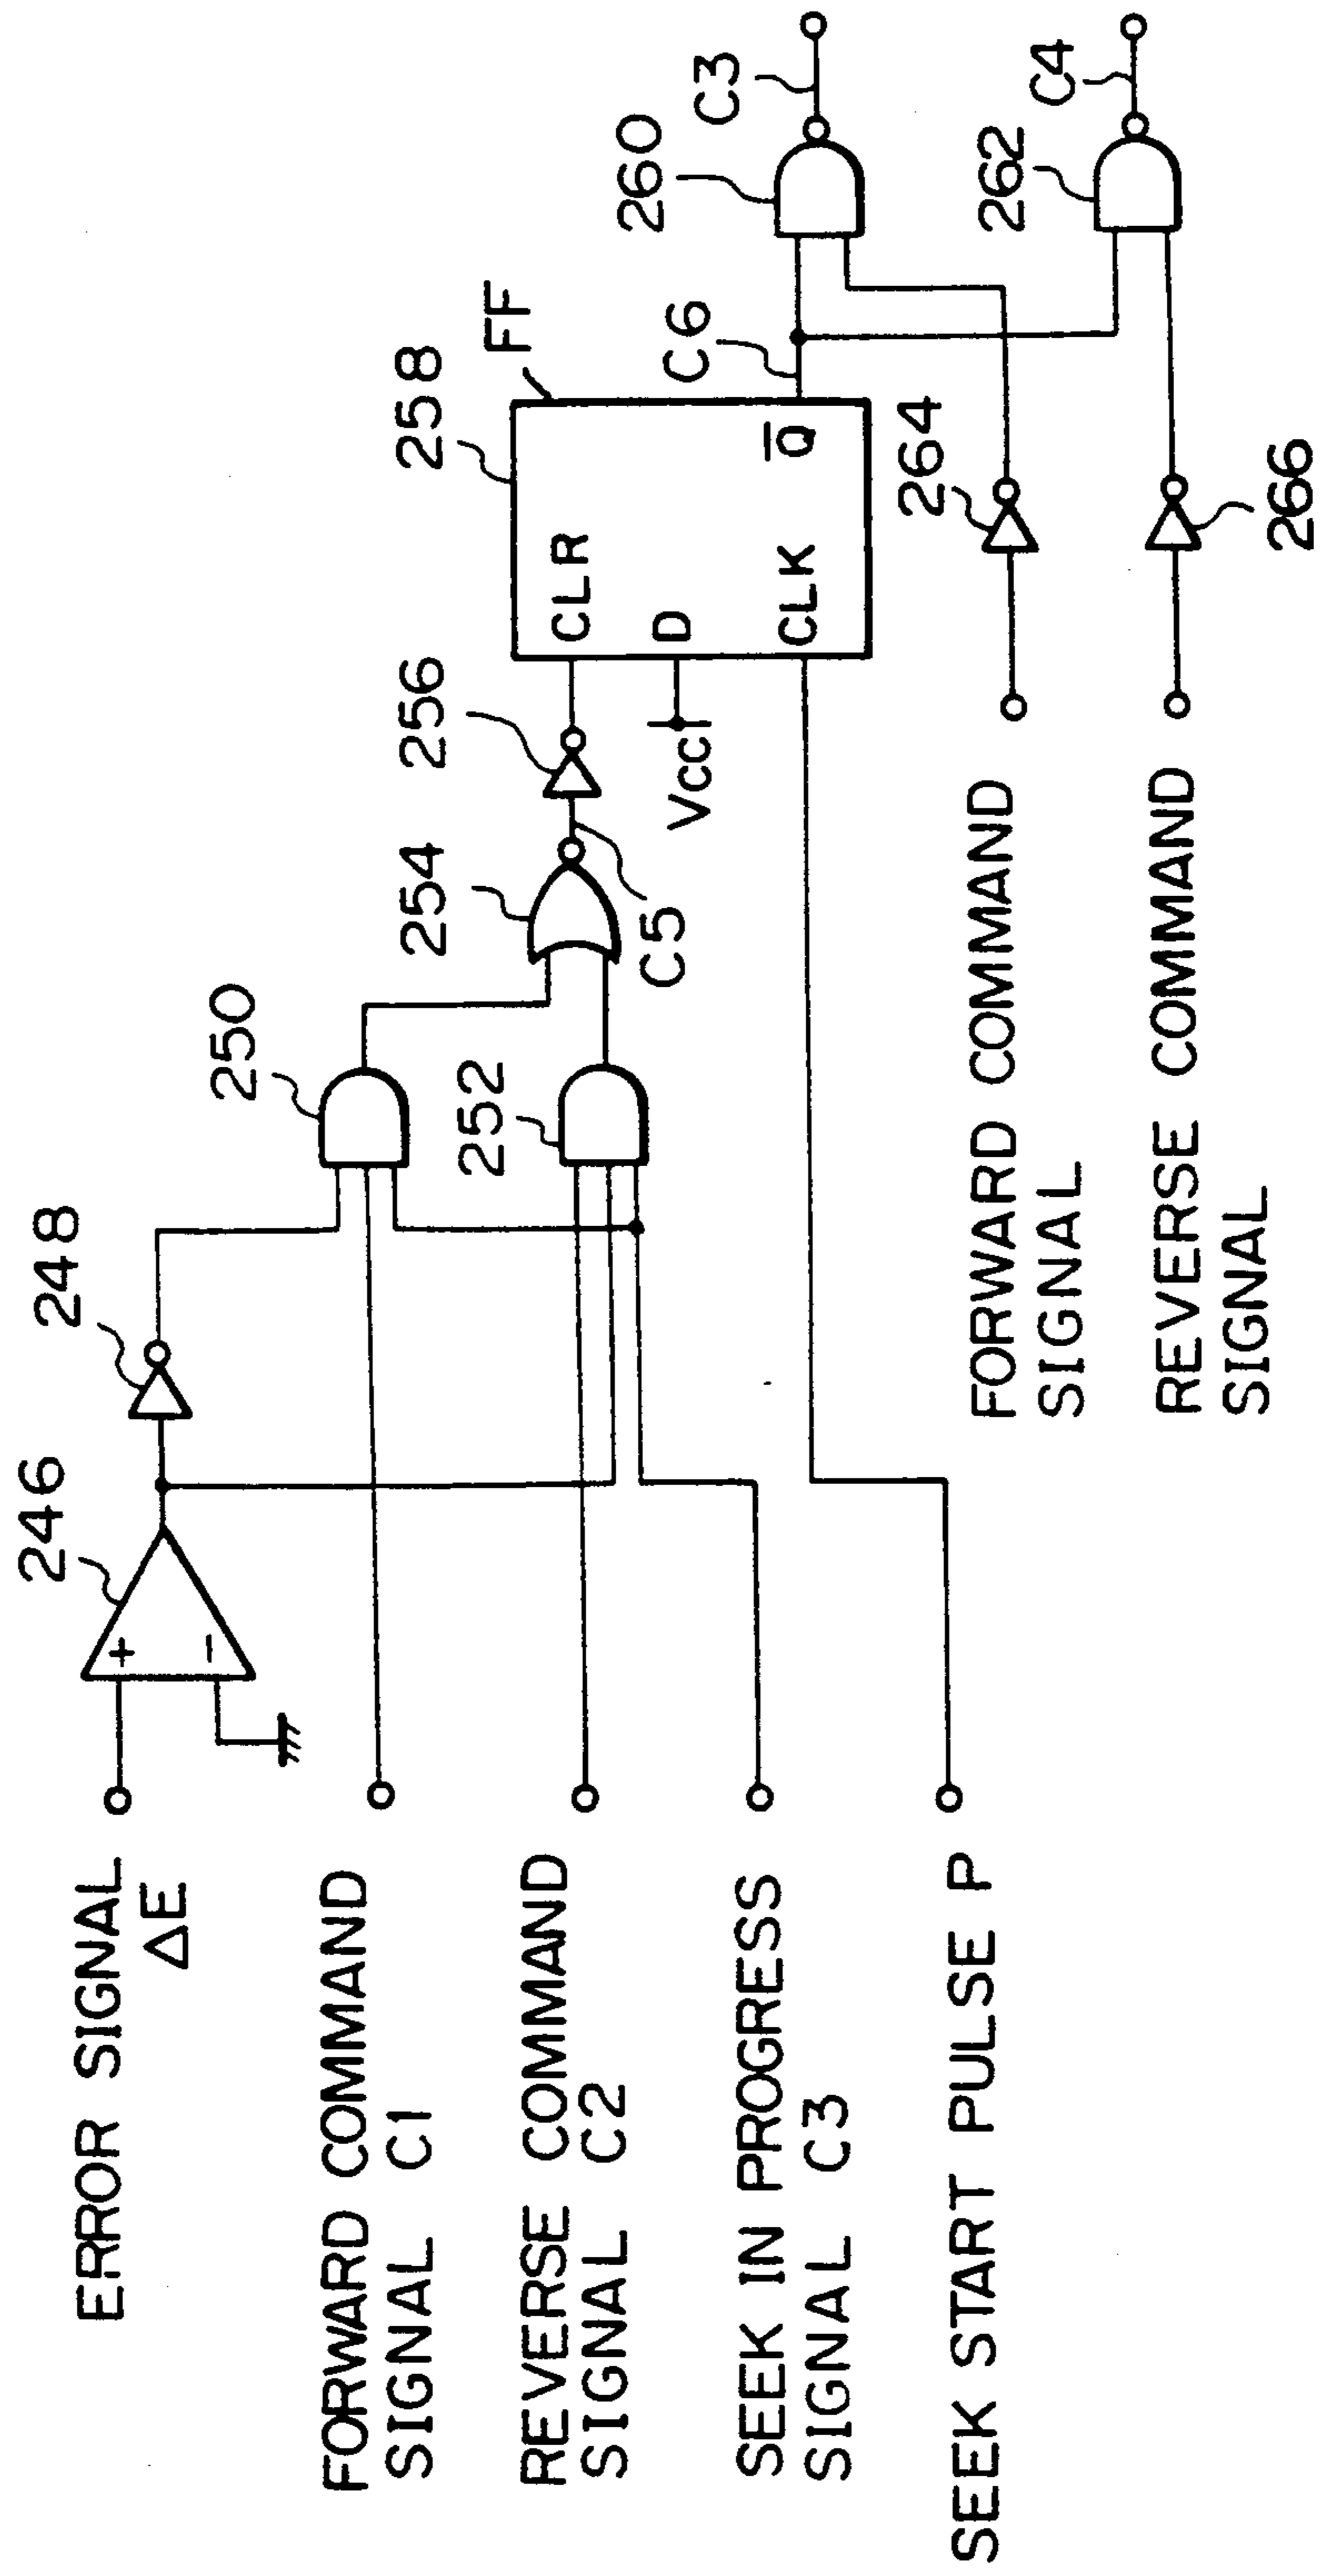 ERROR SIGNAL
ΔE
FORWARD COMMAND
SIGNAL C1
REVERSE COMMAND
SIGNAL C2
SEEK IN PROGRESS
SIGNAL C3
SEEK START PULSE P
246
+
−
248
250
252
254
C5
256
Vcc
258
FF
CLR
D
CLK
Q̅
C6
260
C3
262
C4
264
266
FORWARD COMMAND
SIGNAL
REVERSE COMMAND
SIGNAL